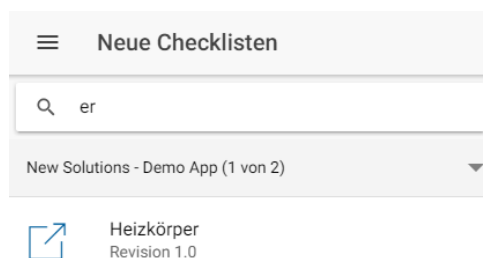 Neue Checklisten
er
New Solutions - Demo App (1 von 2)
Heizkörper
Revision 1.0